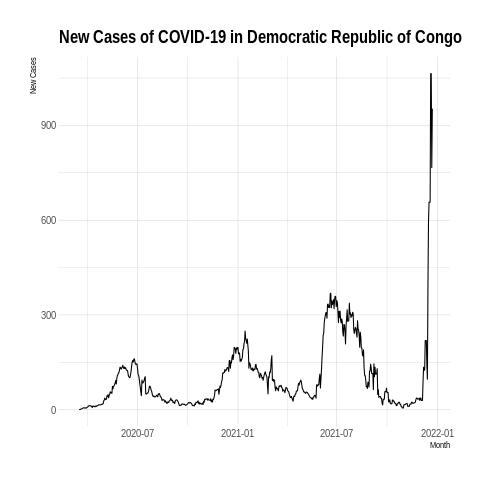 New Cases of COVID-19 in Democratic Republic of Congo
New Cases
900
600
300
0
2020-07
2021-01
2021-07
2022-01
Month